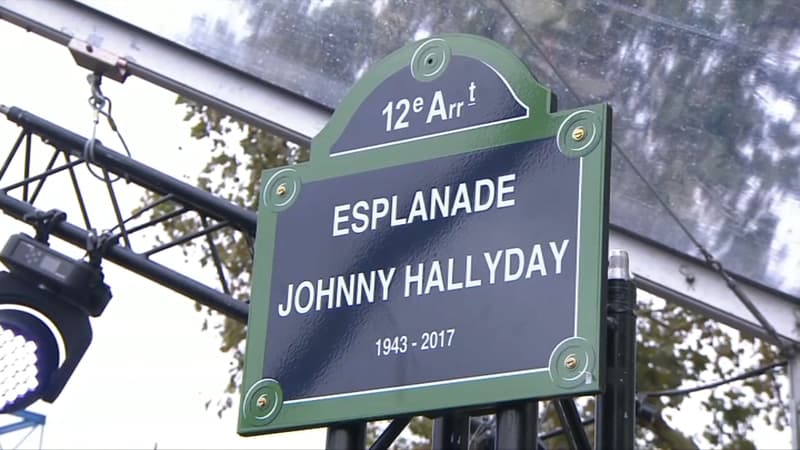 12e Arrt
ESPLANADE
JOHNNY HALLYDAY
1943 - 2017